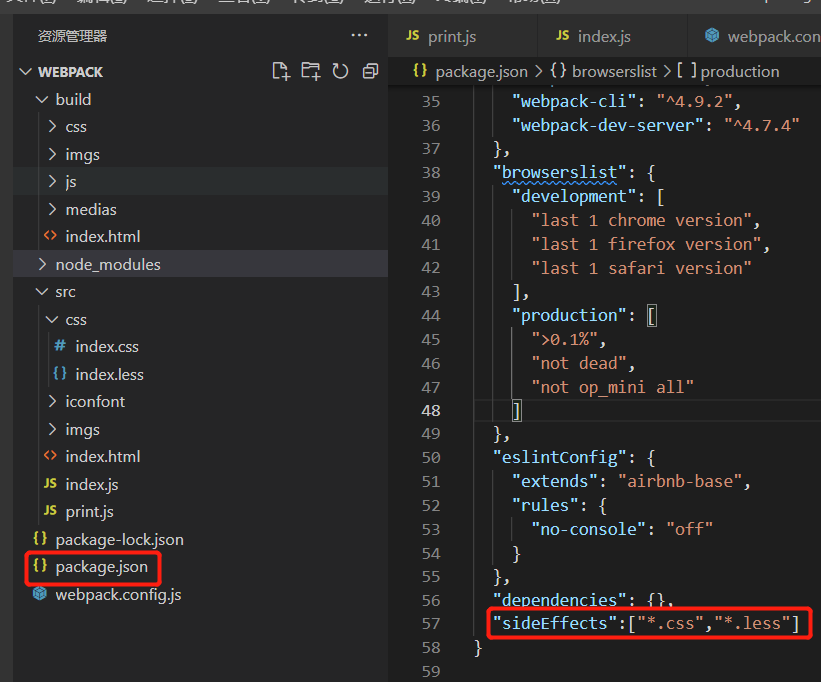 资源管理器
WEBPACK
build
css
imgs
js
medias
index.html
node_modules
src
css
# index.css
{} index.less
iconfont
imgs
index.html
JS index.js
JS print.js
{} package-lock.json
{} package.json
webpack.config.js
JS print.js JS index.js webpack.con
{} package.json > {} browserslist > [ ] production
35 "webpack-cli": "^4.9.2",
36 "webpack-dev-server": "^4.7.4"
37 },
38 "browserslist": {
39 "development": [
40 "last 1 chrome version",
41 "last 1 firefox version",
42 "last 1 safari version"
43 ],
44 "production": [
45 ">0.1%",
46 "not dead",
47 "not op_mini all"
48 ]
49 },
50 "eslintConfig": {
51 "extends": "airbnb-base",
52 "rules": {
53 "no-console": "off"
54 }
55 },
56 "dependencies": {},
57 "sideEffects":["*.css","*.less"]
58 }
59